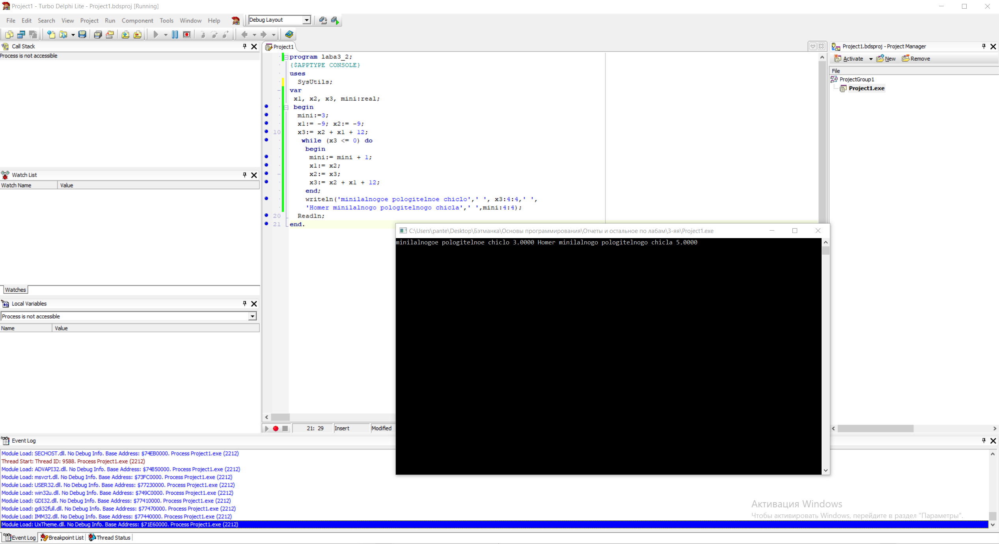 Project1 - Turbo Delphi Lite - Project1.bdsproj [Running]
File Edit Search View Project Run Component Tools Window Help
Debug Layout
Call Stack
Process is not accessible
Project1
program laba3_2;
{$APPTYPE CONSOLE}
uses
SysUtils;
var
x1, x2, x3, mini:real;
begin
mini:=3;
x1:= -9; x2:= -9;
10 x3:= x2 + x1 + 12;
while (x3 <= 0) do
begin
mini:= mini + 1;
x1:= x2;
x2:= x3;
x3:= x2 + x1 + 12;
end;
writeln('minilalnogoe pologitelnoe chiclo',' ', x3:4:4,' ',
'Homer minilalnogo pologitelnogo chicla',' ',mini:4:4);
20 Readln;
21 end.
21: 29 Insert Modified
Project1.bdsproj - Project Manager
Activate New Remove
File
ProjectGroup1
Project1.exe
Watch List
Watch Name Value
Watches
Local Variables
Process is not accessible
Name Value
C:\Users\pante\Desktop\Бэтманка\Основы программирования\Отчеты и остальное по лабам\3-яя\Project1.exe
minilalnogoe pologitelnoe chiclo 3.0000 Homer minilalnogo pologitelnogo chicla 5.0000
Event Log
Module Load: SECHOST.dll. No Debug Info. Base Address: $74EB0000. Process Project1.exe (2212)
Thread Start: Thread ID: 9588. Process Project1.exe (2212)
Module Load: ADVAPI32.dll. No Debug Info. Base Address: $74B50000. Process Project1.exe (2212)
Module Load: msvcrt.dll. No Debug Info. Base Address: $73FC0000. Process Project1.exe (2212)
Module Load: USER32.dll. No Debug Info. Base Address: $77230000. Process Project1.exe (2212)
Module Load: win32u.dll. No Debug Info. Base Address: $749C0000. Process Project1.exe (2212)
Module Load: GDI32.dll. No Debug Info. Base Address: $77410000. Process Project1.exe (2212)
Module Load: gdi32full.dll. No Debug Info. Base Address: $77470000. Process Project1.exe (2212)
Module Load: IMM32.dll. No Debug Info. Base Address: $77440000. Process Project1.exe (2212)
Module Load: UxTheme.dll. No Debug Info. Base Address: $71E60000. Process Project1.exe (2212)
Активация Windows
Чтобы активировать Windows, перейдите в раздел "Параметры".
Event Log Breakpoint List Thread Status